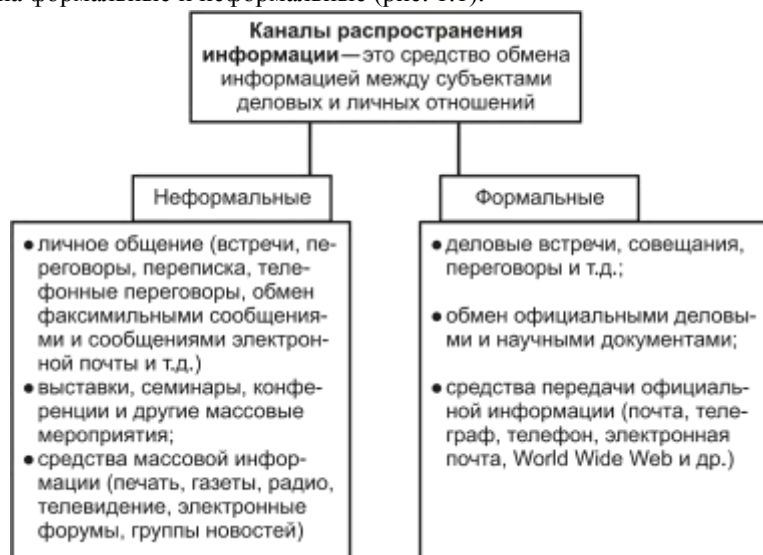 на формальные и неформальные (рис. 1.1).
Каналы распространения
информации—это средство обмена
информацией между субъектами
деловых и личных отношений
Неформальные
● личное общение (встречи, пе-
реговоры, переписка, теле-
фонные переговоры, обмен
факсимильными сообщения-
ми и сообщениями электрон-
ной почты и т.д.)
● выставки, семинары, конфе-
ренции и другие массовые
мероприятия;
● средства массовой инфор-
мации (печать, газеты, радио,
телевидение, электронные
форумы, группы новостей)
Формальные
● деловые встречи, совещания,
переговоры и т.д.;
● обмен официальными деловы-
ми и научными документами;
● средства передачи официаль-
ной информации (почта, теле-
граф, телефон, электронная
почта, World Wide Web и др.)